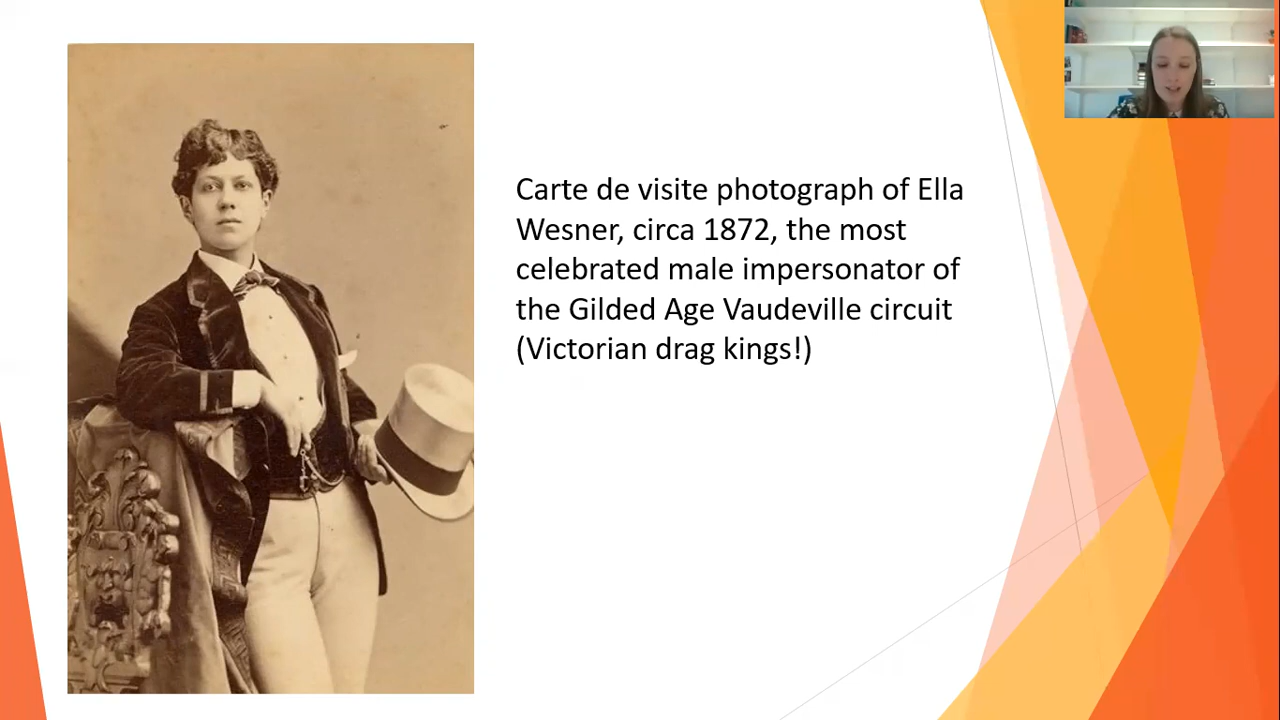 Carte de visite photograph of Ella
Wesner, circa 1872, the most
celebrated male impersonator of
the Gilded Age Vaudeville circuit
(Victorian drag kings!)